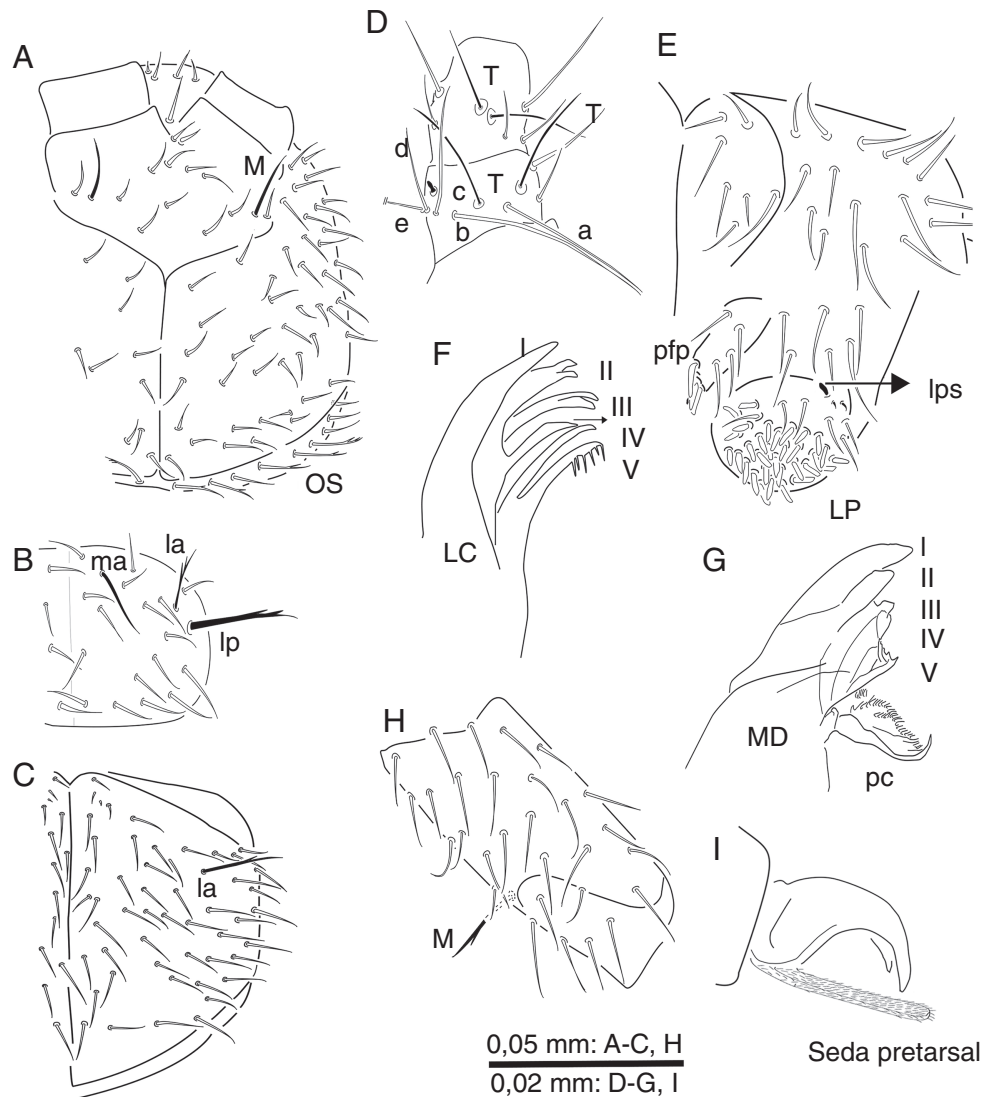 A
M
OS
B
ma
la
lp
C
la
D
T
T
T
d
c
e
b
a
E
pfp
lps
LP
F
I
II
III
IV
V
LC
G
I
II
III
IV
V
MD
pc
H
M
I
Seda pretarsal
0,05 mm: A-C, H
0,02 mm: D-G, I